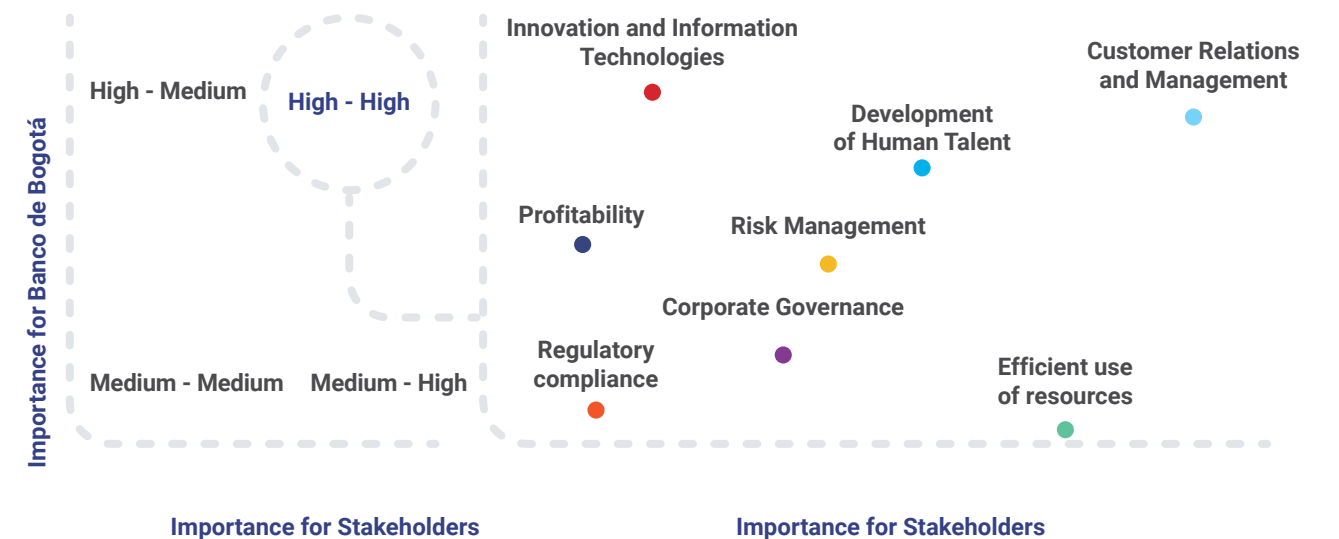 Importance for Banco de Bogotá
High - Medium
High - High
Medium - Medium
Medium - High
Importance for Stakeholders
Innovation and Information
Technologies
Customer Relations
and Management
Development
of Human Talent
Profitability
Risk Management
Corporate Governance
Regulatory
compliance
Efficient use
of resources
Importance for Stakeholders